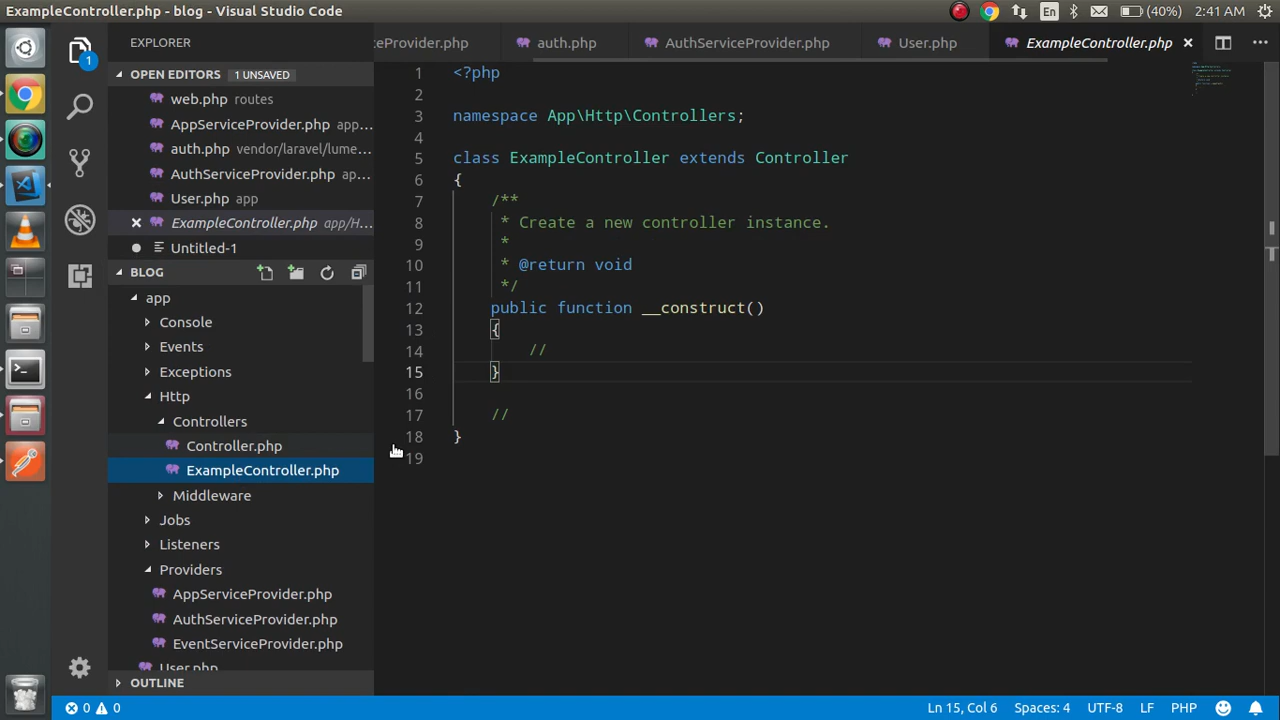 ExampleController.php - blog - Visual Studio Code
En
(40%)
2:41 AM
EXPLORER
1
OPEN EDITORS 1 UNSAVED
web.php routes
AppServiceProvider.php app...
auth.php vendor/laravel/lume...
AuthServiceProvider.php ap...
User.php app
ExampleController.php app/H...
Untitled-1
BLOG
app
Console
Events
Exceptions
Http
Controllers
Controller.php
ExampleController.php
Middleware
Jobs
Listeners
Providers
AppServiceProvider.php
AuthServiceProvider.php
EventServiceProvider.php
User.php
OUTLINE
ceProvider.php auth.php AuthServiceProvider.php User.php ExampleController.php
1 <?php
2
3 namespace App\Http\Controllers;
4
5 class ExampleController extends Controller
6 {
7 /**
8 * Create a new controller instance.
9 *
10 * @return void
11 */
12 public function __construct()
13 {
14 //
15 }
16
17 //
18 }
19
0 0 Ln 15, Col 6 Spaces: 4 UTF-8 LF PHP